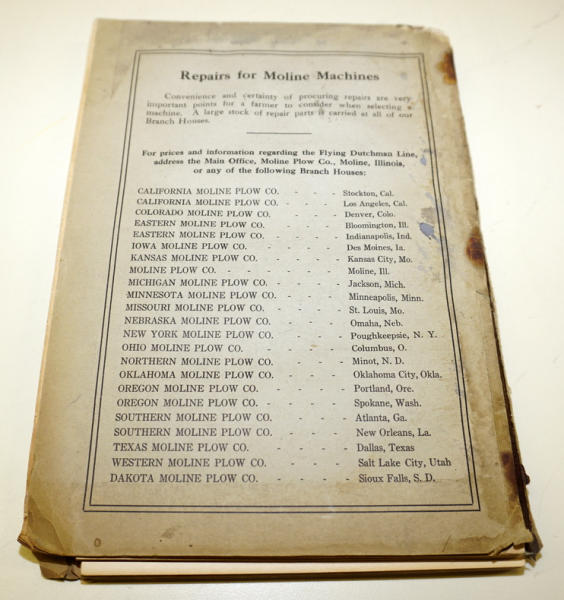 Repairs for Moline Machines
Convenience and certainty of procuring repairs are very
important points for a farmer to consider when selecting a
machine. A large stock of repair parts is carried at all of our
Branch Houses.
For prices and information regarding the Flying Dutchman Line,
address the Main Office, Moline Plow Co., Moline, Illinois,
or any of the following Branch Houses:
CALIFORNIA MOLINE PLOW CO. - - - Stockton, Cal.
CALIFORNIA MOLINE PLOW CO. - - - Los Angeles, Cal.
COLORADO MOLINE PLOW CO. - - - Denver, Colo.
EASTERN MOLINE PLOW CO. - - - - Bloomington, Ill.
EASTERN MOLINE PLOW CO. - - - - Indianapolis, Ind.
IOWA MOLINE PLOW CO. - - - - Des Moines, Ia.
KANSAS MOLINE PLOW CO. - - - - Kansas City, Mo.
MOLINE PLOW CO. - - - - - - Moline, Ill.
MICHIGAN MOLINE PLOW CO. - - - - Jackson, Mich.
MINNESOTA MOLINE PLOW CO. - - - Minneapolis, Minn.
MISSOURI MOLINE PLOW CO. - - - - St. Louis, Mo.
NEBRASKA MOLINE PLOW CO. - - - - Omaha, Neb.
NEW YORK MOLINE PLOW CO. - - - - Poughkeepsie, N. Y.
OHIO MOLINE PLOW CO. - - - - Columbus, O.
NORTHERN MOLINE PLOW CO. - - - - Minot, N. D.
OKLAHOMA MOLINE PLOW CO. - - - - Oklahoma City, Okla.
OREGON MOLINE PLOW CO. - - - - Portland, Ore.
OREGON MOLINE PLOW CO. - - - - Spokane, Wash.
SOUTHERN MOLINE PLOW CO. - - - - Atlanta, Ga.
SOUTHERN MOLINE PLOW CO. - - - - New Orleans, La.
TEXAS MOLINE PLOW CO. - - - - Dallas, Texas
WESTERN MOLINE PLOW CO. - - - - Salt Lake City, Utah
DAKOTA MOLINE PLOW CO. - - - - Sioux Falls, S. D.